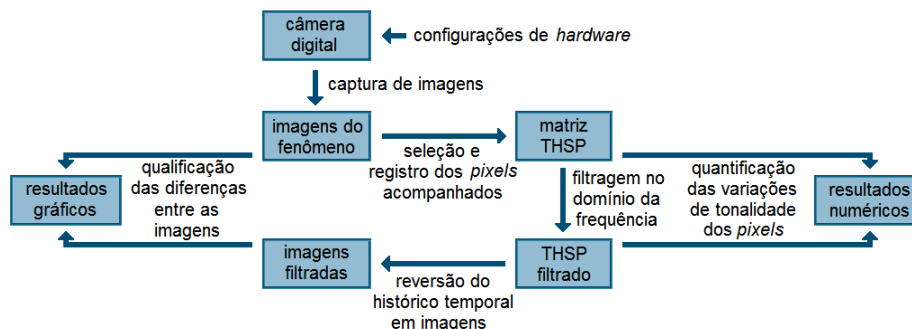 câmera
digital
configurações de hardware
captura de imagens
imagens do
fenômeno
seleção e
registro dos pixels
acompanhados
matriz
THSP
qualificação
das diferenças
entre as
imagens
resultados
gráficos
filtragem no
domínio da
frequência
quantificação
das variações
de tonalidade
dos pixels
resultados
numéricos
imagens
filtradas
reversão do
histórico temporal
em imagens
THSP
filtrado